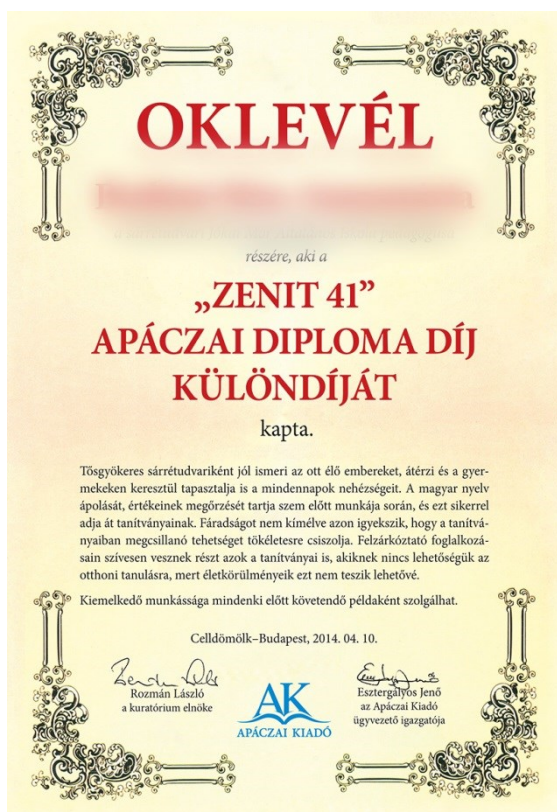 OKLEVÉL
részére, aki a
„ZENIT 41”
APÁCZAI DIPLOMA DÍJ
KÜLÖNDÍJÁT
kapta.
Tősgyökeres sárrétudvariként jól ismeri az ott élő embereket, átérzi és a gyer-
mekeken keresztül tapasztalja is a mindennapok nehézségeit. A magyar nyelv
ápolását, értékeinek megőrzését tartja szem előtt munkája során, és ezt sikerrel
adja át tanítványainak. Fáradságot nem kímélve azon igyekszik, hogy a tanítvá-
nyaiban megcsillanó tehetséget tökéletesre csiszolja. Felzárkóztató foglalkozá-
sain szívesen vesznek részt azok a tanítványai is, akiknek nincs lehetőségük az
otthoni tanulásra, mert életkörülményeik ezt nem teszik lehetővé.
Kiemelkedő munkássága mindenki előtt követendő példaként szolgálhat.
Celldömölk–Budapest, 2014. 04. 10.
Rozmán László
a kuratórium elnöke
AK
APÁCZAI KIADÓ
Esztergályos Jenő
az Apáczai Kiadó
ügyvezető igazgatója